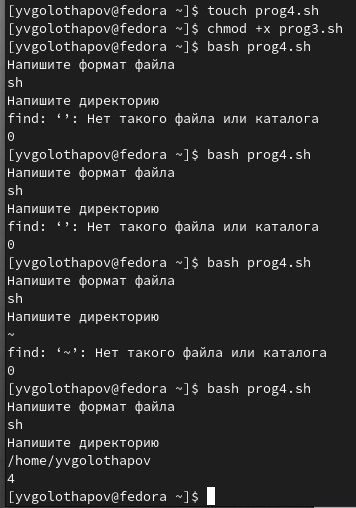 [yvgolothapov@fedora ~]$ touch prog4.sh
[yvgolothapov@fedora ~]$ chmod +x prog3.sh
[yvgolothapov@fedora ~]$ bash prog4.sh
Напишите формат файла
sh
Напишите директорию
find: ‘’: Нет такого файла или каталога
0
[yvgolothapov@fedora ~]$ bash prog4.sh
Напишите формат файла
sh
Напишите директорию
find: ‘’: Нет такого файла или каталога
0
[yvgolothapov@fedora ~]$ bash prog4.sh
Напишите формат файла
sh
Напишите директорию
~
find: ‘~’: Нет такого файла или каталога
0
[yvgolothapov@fedora ~]$ bash prog4.sh
Напишите формат файла
sh
Напишите директорию
/home/yvgolothapov
4
[yvgolothapov@fedora ~]$